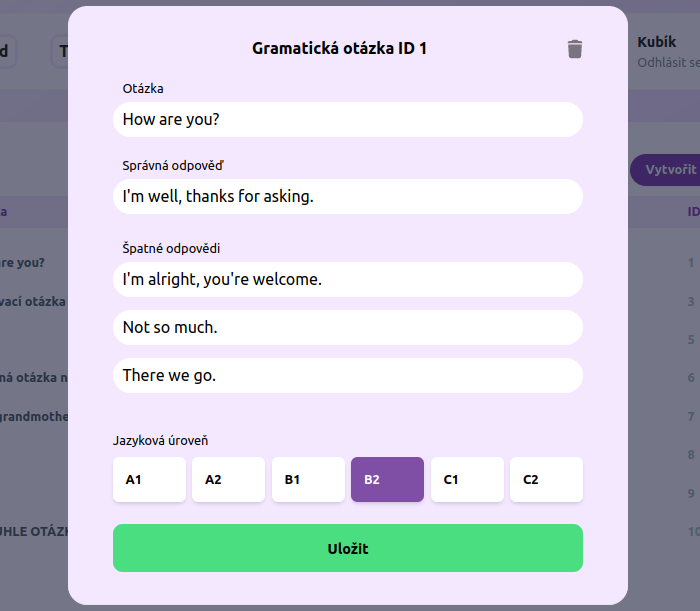 Gramatická otázka ID 1
Kubík
Odhlásit se
Otázka
How are you?
Správná odpověď
I'm well, thanks for asking.
Vytvořit
Špatné odpovědi
I'm alright, you're welcome.
Not so much.
There we go.
Jazyková úroveň
A1 A2 B1 B2 C1 C2
Uložit
a ID
re you? 1
vací otázka 3
5
ná otázka n 6
grandmothe 7
8
9
UHLE OTÁZK 10